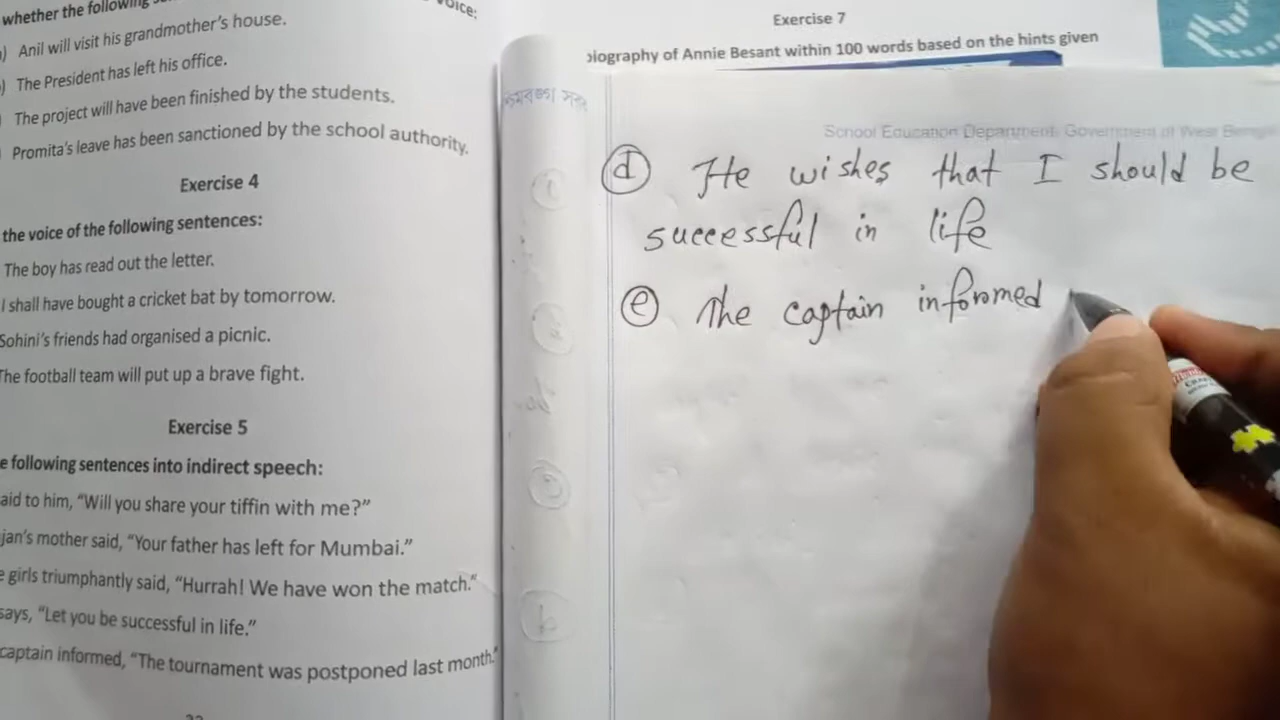 whether the following
voice:
Anil will visit his grandmother's house.
The President has left his office.
The project will have been finished by the students.
Promita's leave has been sanctioned by the school authority.
Exercise 4
the voice of the following sentences:
The boy has read out the letter.
I shall have bought a cricket bat by tomorrow.
Sohini's friends had organised a picnic.
The football team will put up a brave fight.
Exercise 5
e following sentences into indirect speech:
aid to him, "Will you share your tiffin with me?"
jan's mother said, "Your father has left for Mumbai."
e girls triumphantly said, "Hurrah! We have won the match."
says, "Let you be successful in life."
captain informed, "The tournament was postponed last month."
Exercise 7
biography of Annie Besant within 100 words based on the hints given
School Education Department, Government of West Bengal
(d) He wishes that I should be
successful in life
(e) The captain informed